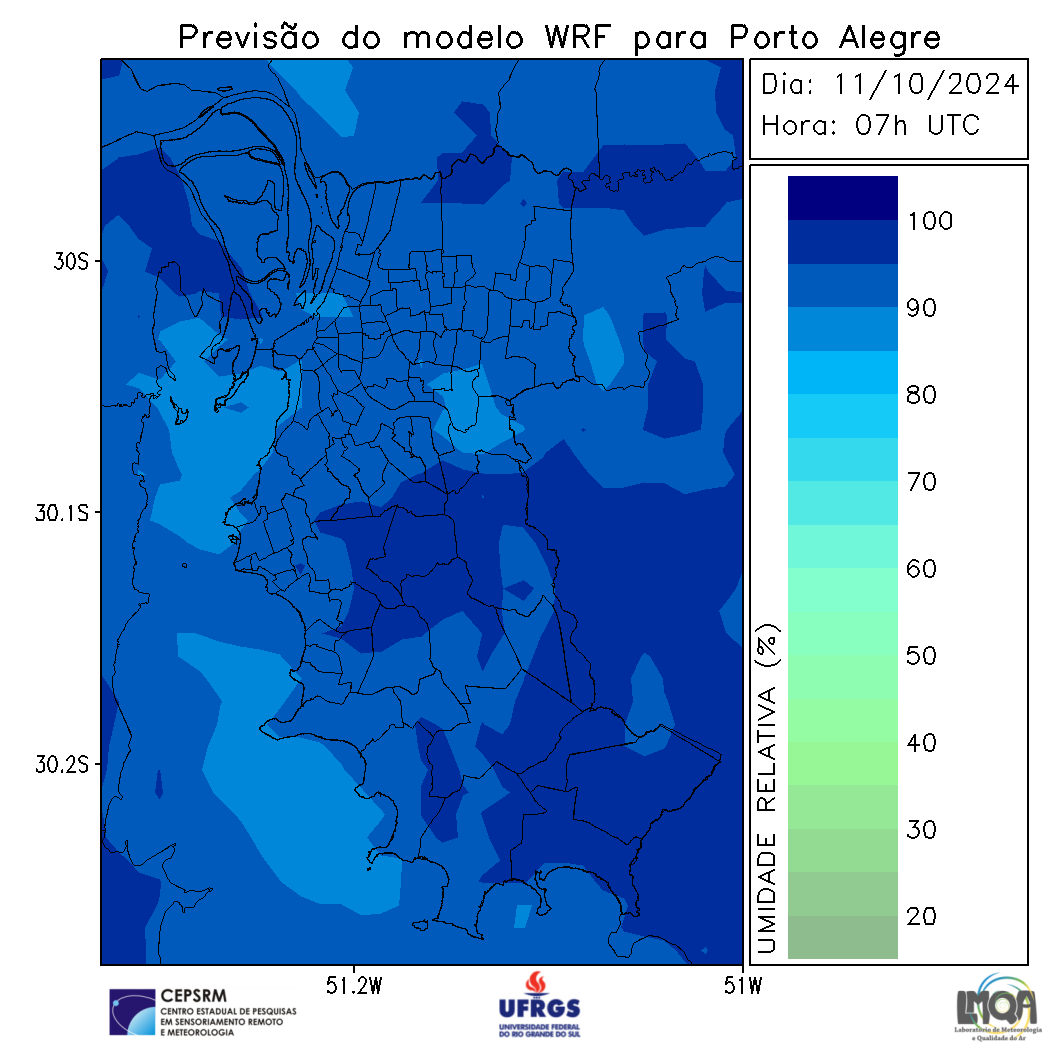 Previsão do modelo WRF para Porto Alegre
Dia: 11/10/2024
Hora: 07h UTC
100
90
80
70
60
50
40
30
20
UMIDADE RELATIVA (%)
30S
30.1S
30.2S
51.2W
51W
CEPSRM
CENTRO ESTADUAL DE PESQUISAS
EM SENSORIAMENTO REMOTO
E METEOROLOGIA
UFRGS
UNIVERSIDADE FEDERAL
DO RIO GRANDE DO SUL
LMQA
Laboratório de Meteorologia
e Qualidade do Ar